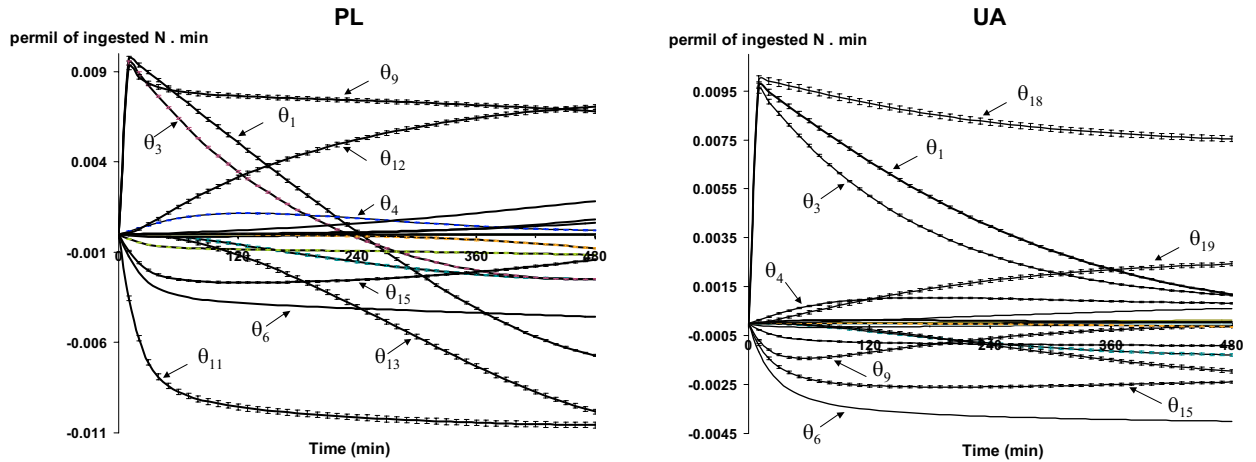 PL
permil of ingested N . min
0.009
0.004
-0.001
-0.006
-0.011
0
120
240
360
480
θ9
θ1
θ3
θ12
θ4
θ15
θ6
θ13
θ11
Time (min)
UA
permil of ingested N . min
0.0095
0.0075
0.0055
0.0035
0.0015
-0.0005
-0.0025
-0.0045
0
120
240
360
480
θ18
θ1
θ3
θ19
θ4
θ9
θ15
θ6
Time (min)